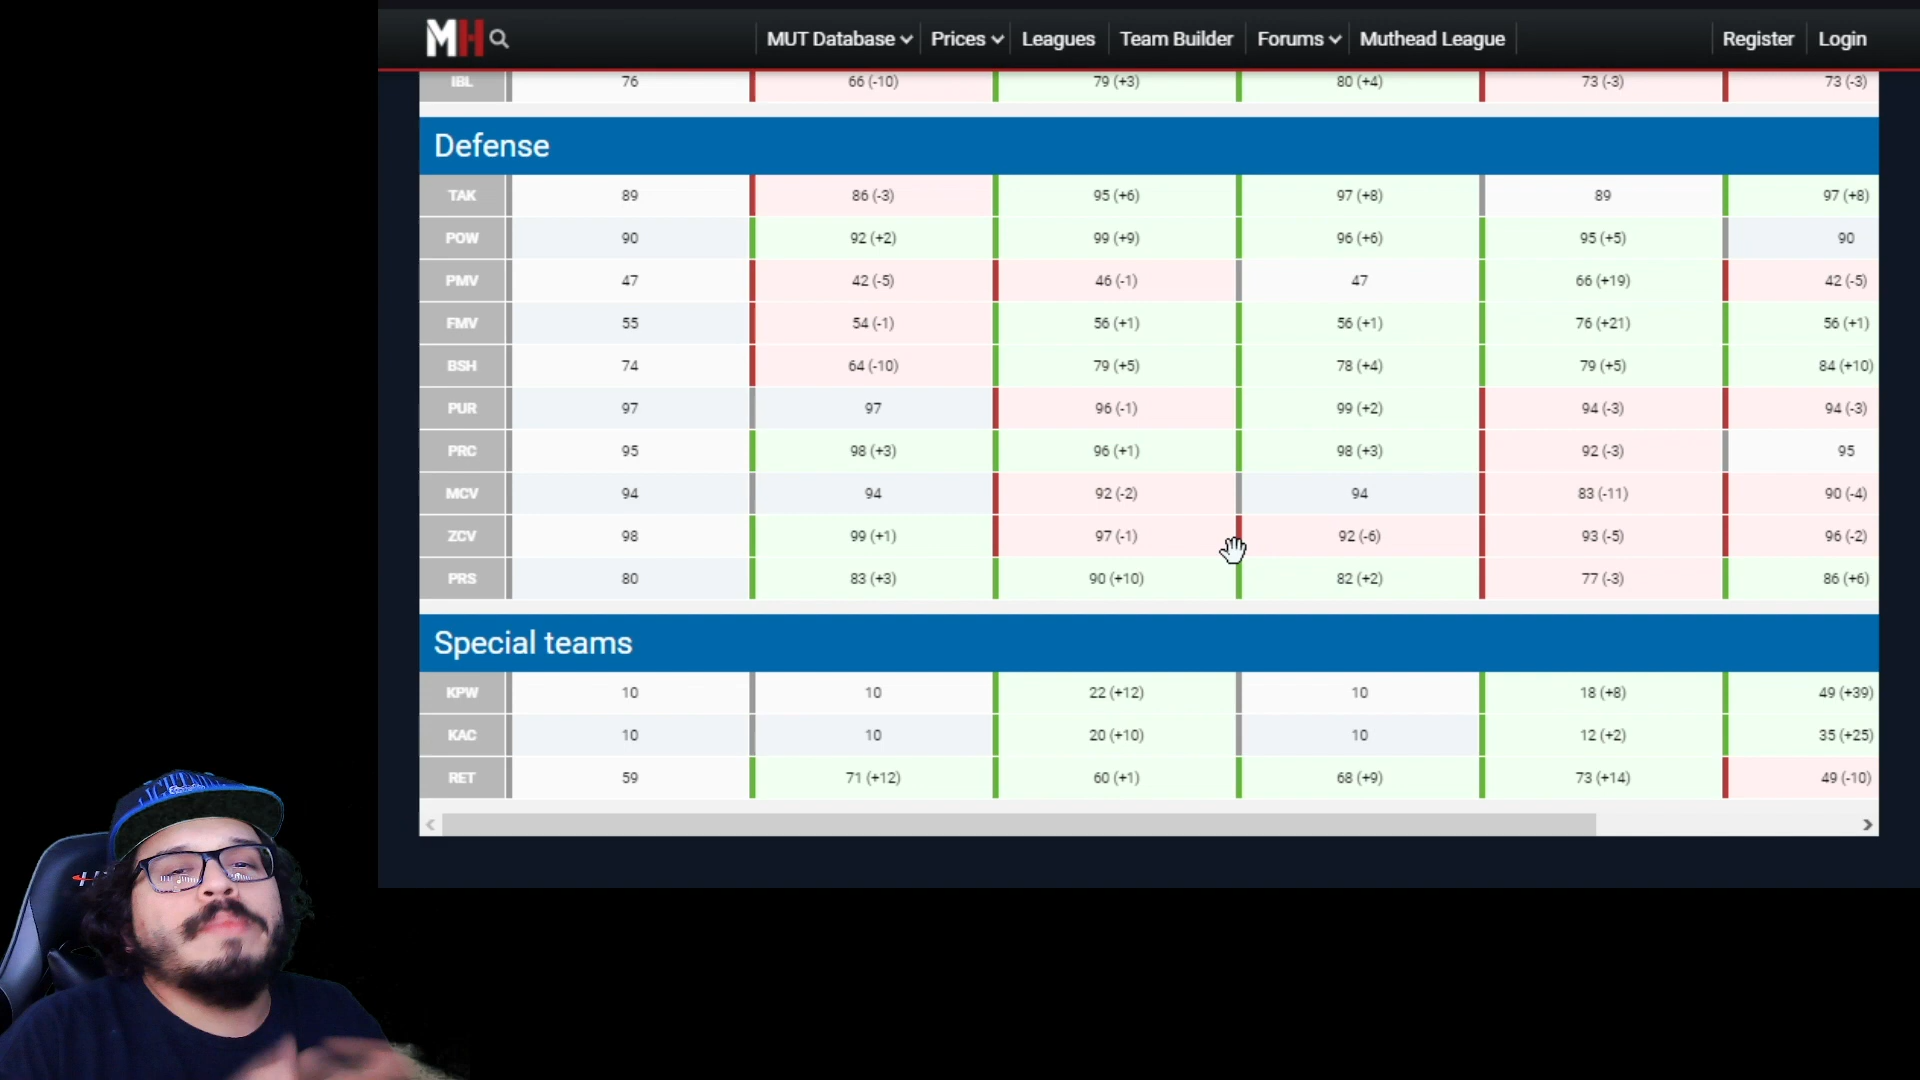 MH MUT Database Prices Leagues Team Builder Forums Muthead League Register Login
IBL 76 66 (-10) 79 (+3) 80 (+4) 73 (-3) 73 (-3)
Defense
TAK 89 86 (-3) 95 (+6) 97 (+8) 89 97 (+8)
POW 90 92 (+2) 99 (+9) 96 (+6) 95 (+5) 90
PMV 47 42 (-5) 46 (-1) 47 66 (+19) 42 (-5)
FMV 55 54 (-1) 56 (+1) 56 (+1) 76 (+21) 56 (+1)
BSH 74 64 (-10) 79 (+5) 78 (+4) 79 (+5) 84 (+10)
PUR 97 97 96 (-1) 99 (+2) 94 (-3) 94 (-3)
PRC 95 98 (+3) 96 (+1) 98 (+3) 92 (-3) 95
MCV 94 94 92 (-2) 94 83 (-11) 90 (-4)
ZCV 98 99 (+1) 97 (-1) 92 (-6) 93 (-5) 96 (-2)
PRS 80 83 (+3) 90 (+10) 82 (+2) 77 (-3) 86 (+6)
Special teams
KPW 10 10 22 (+12) 10 18 (+8) 49 (+39)
KAC 10 10 20 (+10) 10 12 (+2) 35 (+25)
RET 59 71 (+12) 60 (+1) 68 (+9) 73 (+14) 49 (-10)